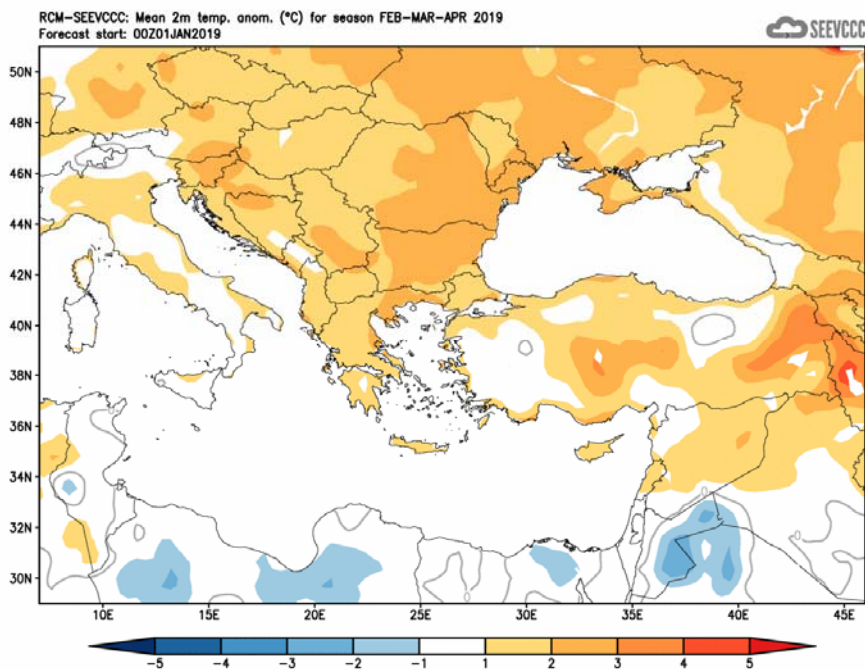 RCM-SEEVCCC: Mean 2m temp. anom. (°C) for season FEB-MAR-APR 2019
Forecast start: 00Z01JAN2019
SEEVCCC
50N
48N
46N
44N
42N
40N
38N
36N
34N
32N
30N
10E 15E 20E 25E 30E 35E 40E 45E
-5 -4 -3 -2 -1 1 2 3 4 5